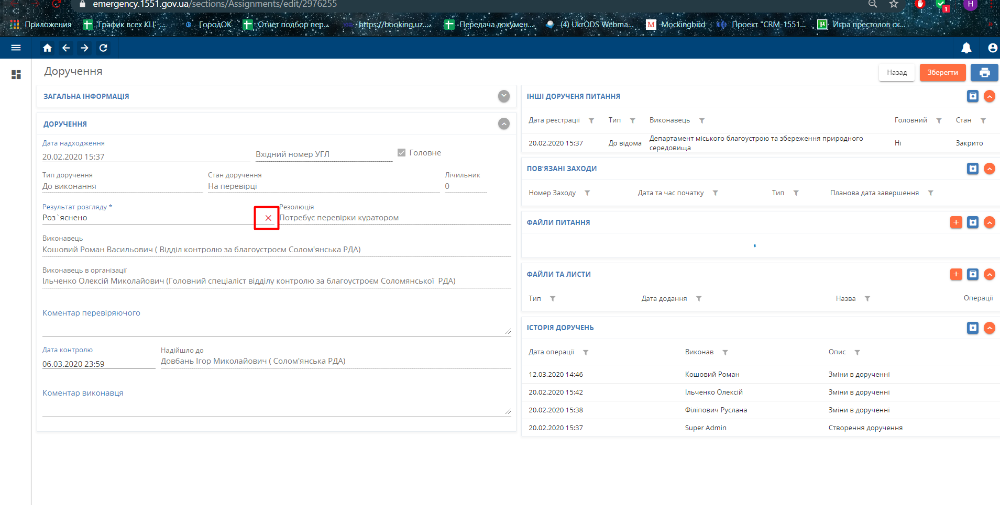 emergency.1551.gov.ua/sections/Assignments/edit/2976255
1
H
Приложения
График всех КЦ -...
ГородОК
Отчет подбор пер...
https://booking.uz....
Передача докумен...
(4) UkrODS Webma...
M Mockingbird
Проект "CRM-1551...
Игра престолов ск...
Доручення
Назад
Зберегти
ЗАГАЛЬНА ІНФОРМАЦІЯ
ДОРУЧЕННЯ
Дата надходження
20.02.2020 15:37
Вхідний номер УГЛ
Головне
Тип доручення
До виконання
Стан доручення
На перевірці
Лічильник
0
Результат розгляду *
Роз`яснено
Резолюція
Потребує перевірки куратором
Виконавець
Кошовий Роман Васильович ( Відділ контролю за благоустроєм Солом'янська РДА)
Виконавець в організації
Ільченко Олексій Миколайович (Головний спеціаліст відділу контролю за благоустроєм Соломянської РДА)
Коментар перевіряючого
Дата контролю
06.03.2020 23:59
Надійшло до
Довбань Ігор Миколайович ( Солом'янська РДА)
Коментар виконавця
ІНШІ ДОРУЧЕНЯ ПИТАННЯ
Дата реєстрації Тип Виконавець Головний Стан
20.02.2020 15:37 До відома Департамент міського благоустрою та збереження природного середовища Ні Закрито
ПОВ'ЯЗАНІ ЗАХОДИ
Номер Заходу Дата та час початку Тип Планова дата завершення
ФАЙЛИ ПИТАННЯ
ФАЙЛИ ТА ЛИСТИ
Тип Дата додання Назва Операції
ІСТОРІЯ ДОРУЧЕНЬ
Дата операції Виконав Опис
12.03.2020 14:46 Кошовий Роман Зміни в дорученні
20.02.2020 15:42 Ільченко Олексій Зміни в дорученні
20.02.2020 15:38 Філіпович Руслана Зміни в дорученні
20.02.2020 15:37 Super Admin Створення доручення